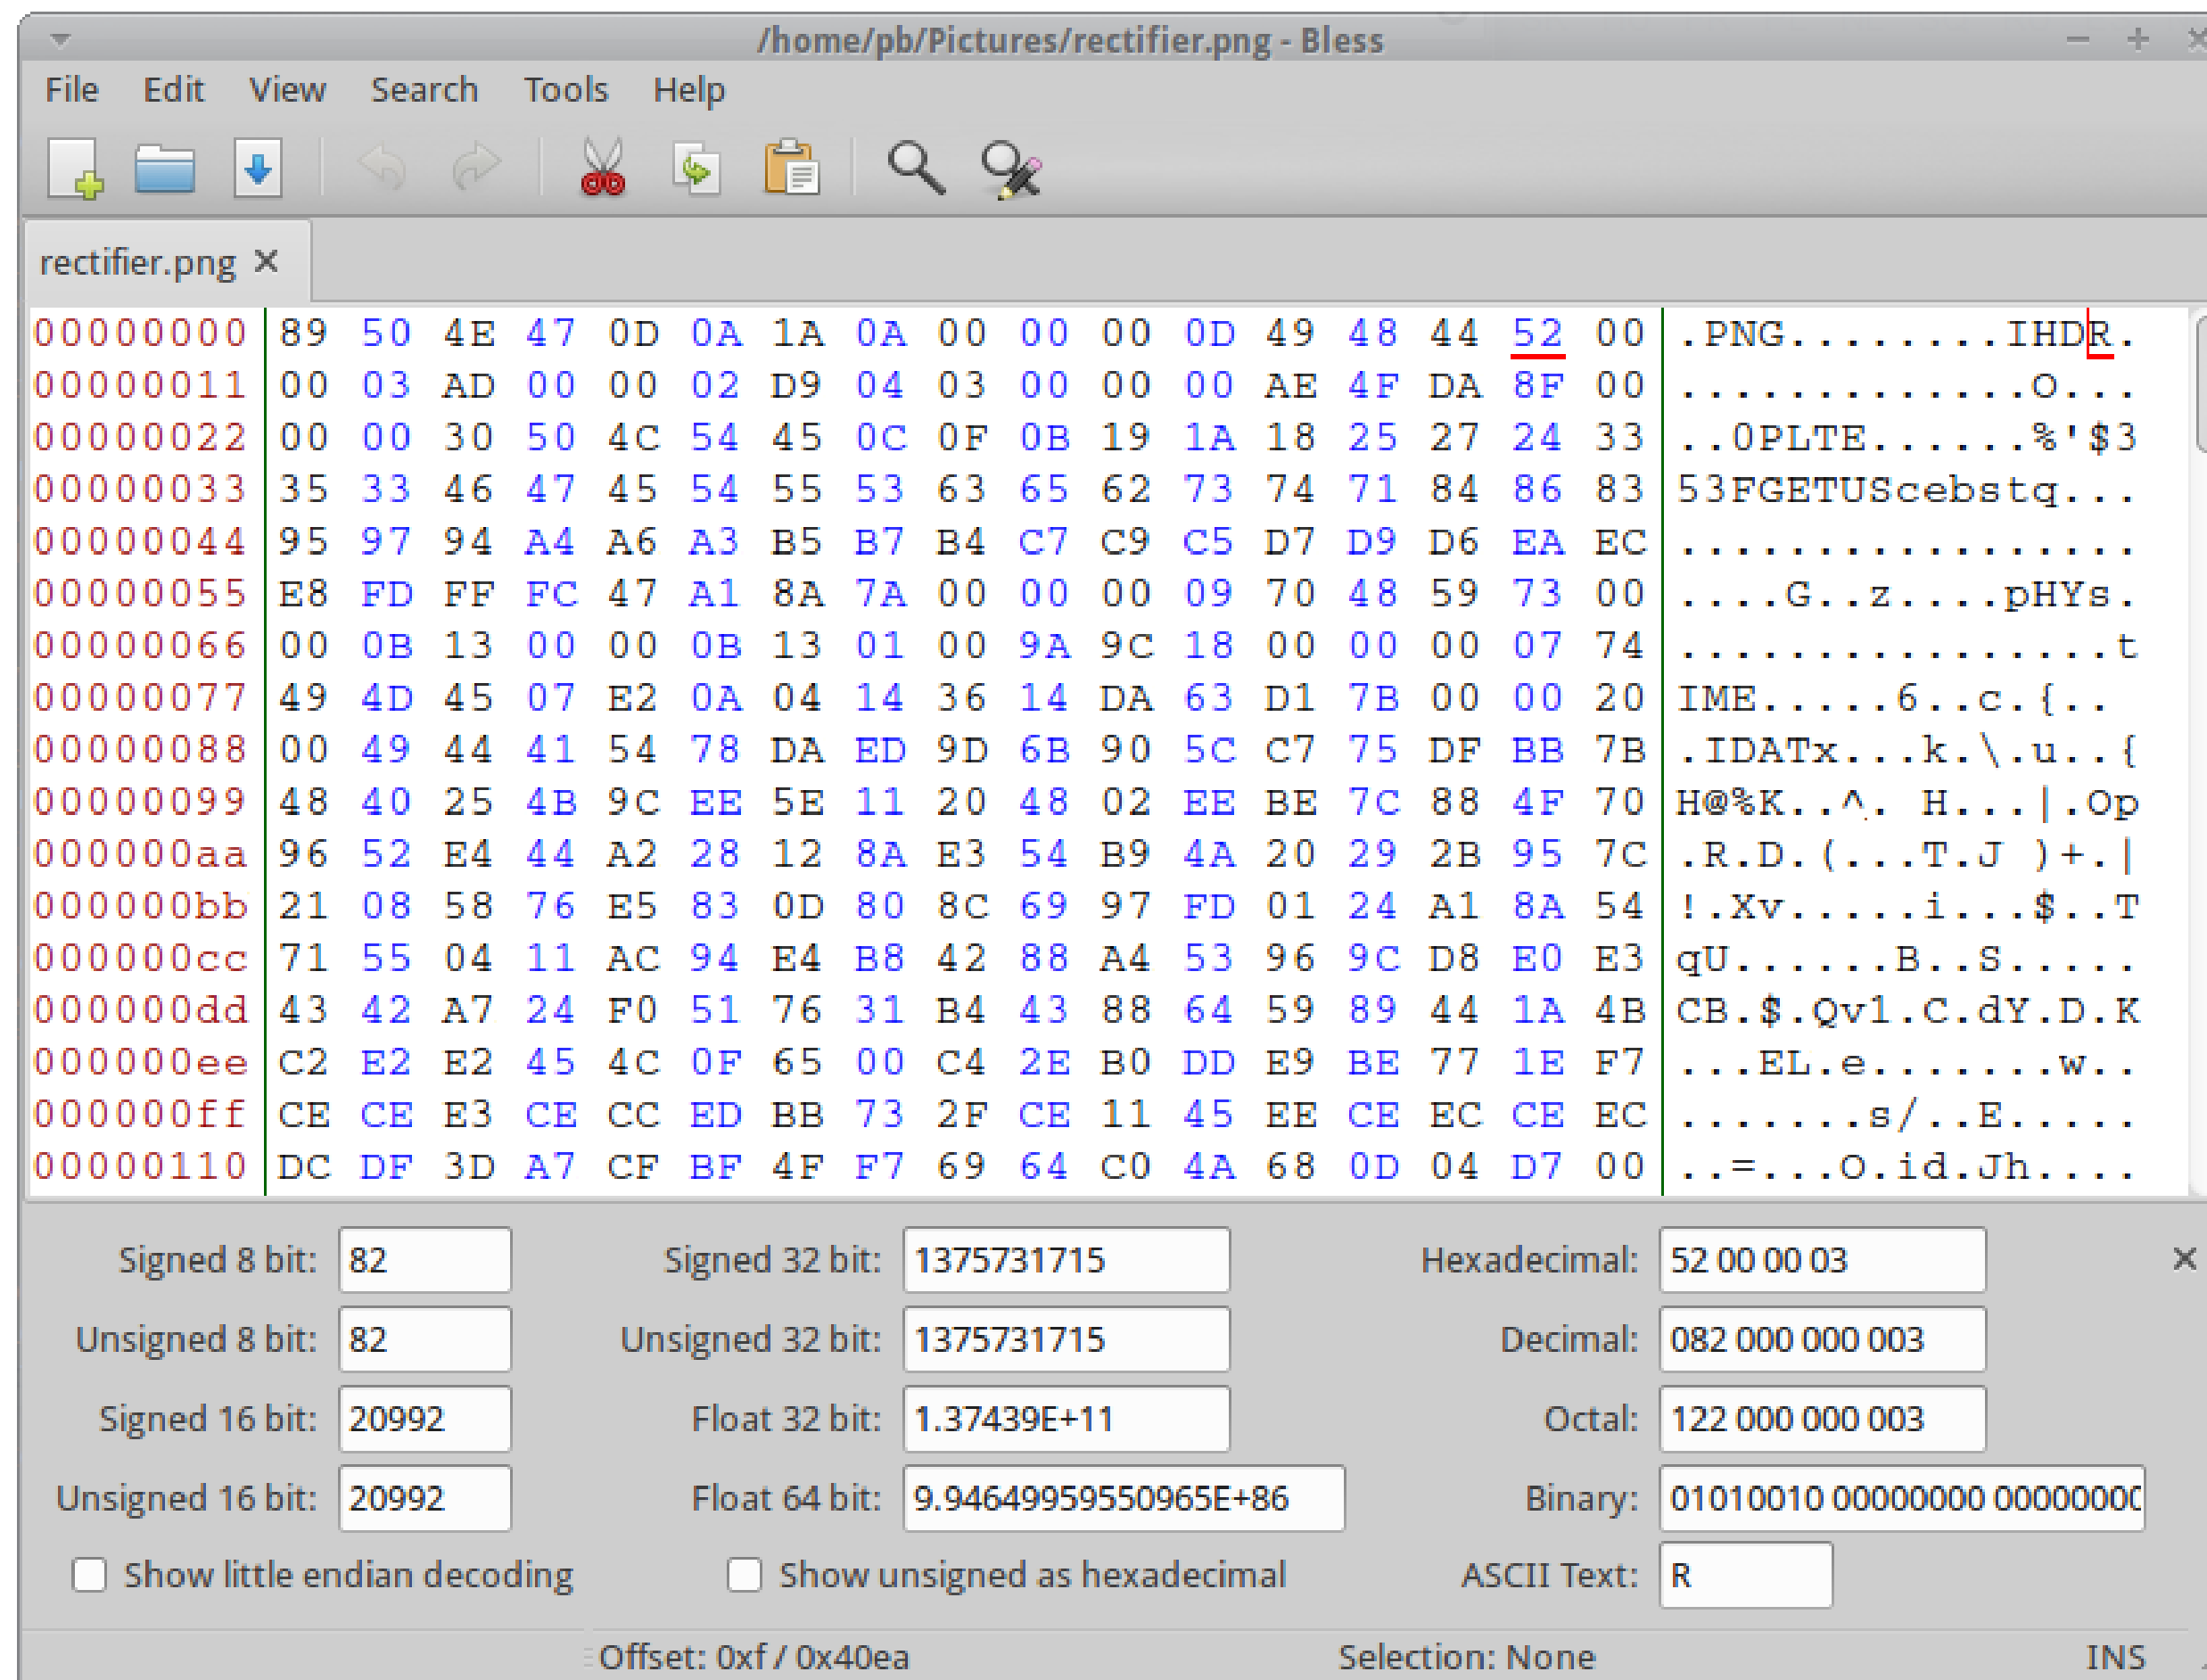 /home/pb/Pictures/rectifier.png - Bless
File Edit View Search Tools Help
rectifier.png
00000000 89 50 4E 47 0D 0A 1A 0A 00 00 00 0D 49 48 44 52 00 .PNG........IHDR.
00000011 00 03 AD 00 00 02 D9 04 03 00 00 00 AE 4F DA 8F 00 .............O...
00000022 00 00 30 50 4C 54 45 0C 0F 0B 19 1A 18 25 27 24 33 ..0PLTE......%'$3
00000033 35 33 46 47 45 54 55 53 63 65 62 73 74 71 84 86 83 53FGETUScebstq...
00000044 95 97 94 A4 A6 A3 B5 B7 B4 C7 C9 C5 D7 D9 D6 EA EC .................
00000055 E8 FD FF FC 47 A1 8A 7A 00 00 00 09 70 48 59 73 00 ....G..z....pHYs.
00000066 00 0B 13 00 00 0B 13 01 00 9A 9C 18 00 00 00 07 74 ................t
00000077 49 4D 45 07 E2 0A 04 14 36 14 DA 63 D1 7B 00 00 20 IME.....6..c.{..
00000088 00 49 44 41 54 78 DA ED 9D 6B 90 5C C7 75 DF BB 7B .IDATx...k.\.u..{
00000099 48 40 25 4B 9C EE 5E 11 20 48 02 EE BE 7C 88 4F 70 H@%K..^. H...|.Op
000000aa 96 52 E4 44 A2 28 12 8A E3 54 B9 4A 20 29 2B 95 7C .R.D.(...T.J )+.|
000000bb 21 08 58 76 E5 83 0D 80 8C 69 97 FD 01 24 A1 8A 54 !.Xv.....i...$..T
000000cc 71 55 04 11 AC 94 E4 B8 42 88 A4 53 96 9C D8 E0 E3 qU......B..S.....
000000dd 43 42 A7 24 F0 51 76 31 B4 43 88 64 59 89 44 1A 4B CB.$.Qv1.C.dY.D.K
000000ee C2 E2 E2 45 4C 0F 65 00 C4 2E B0 DD E9 BE 77 1E F7 ...EL.e.......w..
000000ff CE CE E3 CE CC ED BB 73 2F CE 11 45 EE CE EC CE EC .......s/..E.....
00000110 DC DF 3D A7 CF BF 4F F7 69 64 C0 4A 68 0D 04 D7 00 ..=...O.id.Jh....
Signed 8 bit: 82 Signed 32 bit: 1375731715 Hexadecimal: 52 00 00 03
Unsigned 8 bit: 82 Unsigned 32 bit: 1375731715 Decimal: 082 000 000 003
Signed 16 bit: 20992 Float 32 bit: 1.37439E+11 Octal: 122 000 000 003
Unsigned 16 bit: 20992 Float 64 bit: 9.94649959550965E+86 Binary: 01010010 00000000 00000000
Show little endian decoding Show unsigned as hexadecimal ASCII Text: R
Offset: 0xf / 0x40ea Selection: None INS